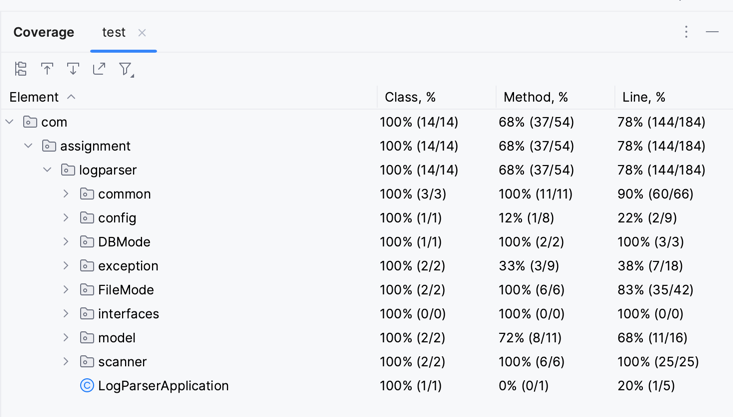 Coverage test
Element Class, % Method, % Line, %
com 100% (14/14) 68% (37/54) 78% (144/184)
assignment 100% (14/14) 68% (37/54) 78% (144/184)
logparser 100% (14/14) 68% (37/54) 78% (144/184)
common 100% (3/3) 100% (11/11) 90% (60/66)
config 100% (1/1) 12% (1/8) 22% (2/9)
DBMode 100% (1/1) 100% (2/2) 100% (3/3)
exception 100% (2/2) 33% (3/9) 38% (7/18)
FileMode 100% (2/2) 100% (6/6) 83% (35/42)
interfaces 100% (0/0) 100% (0/0) 100% (0/0)
model 100% (2/2) 72% (8/11) 68% (11/16)
scanner 100% (2/2) 100% (6/6) 100% (25/25)
C LogParserApplication 100% (1/1) 0% (0/1) 20% (1/5)